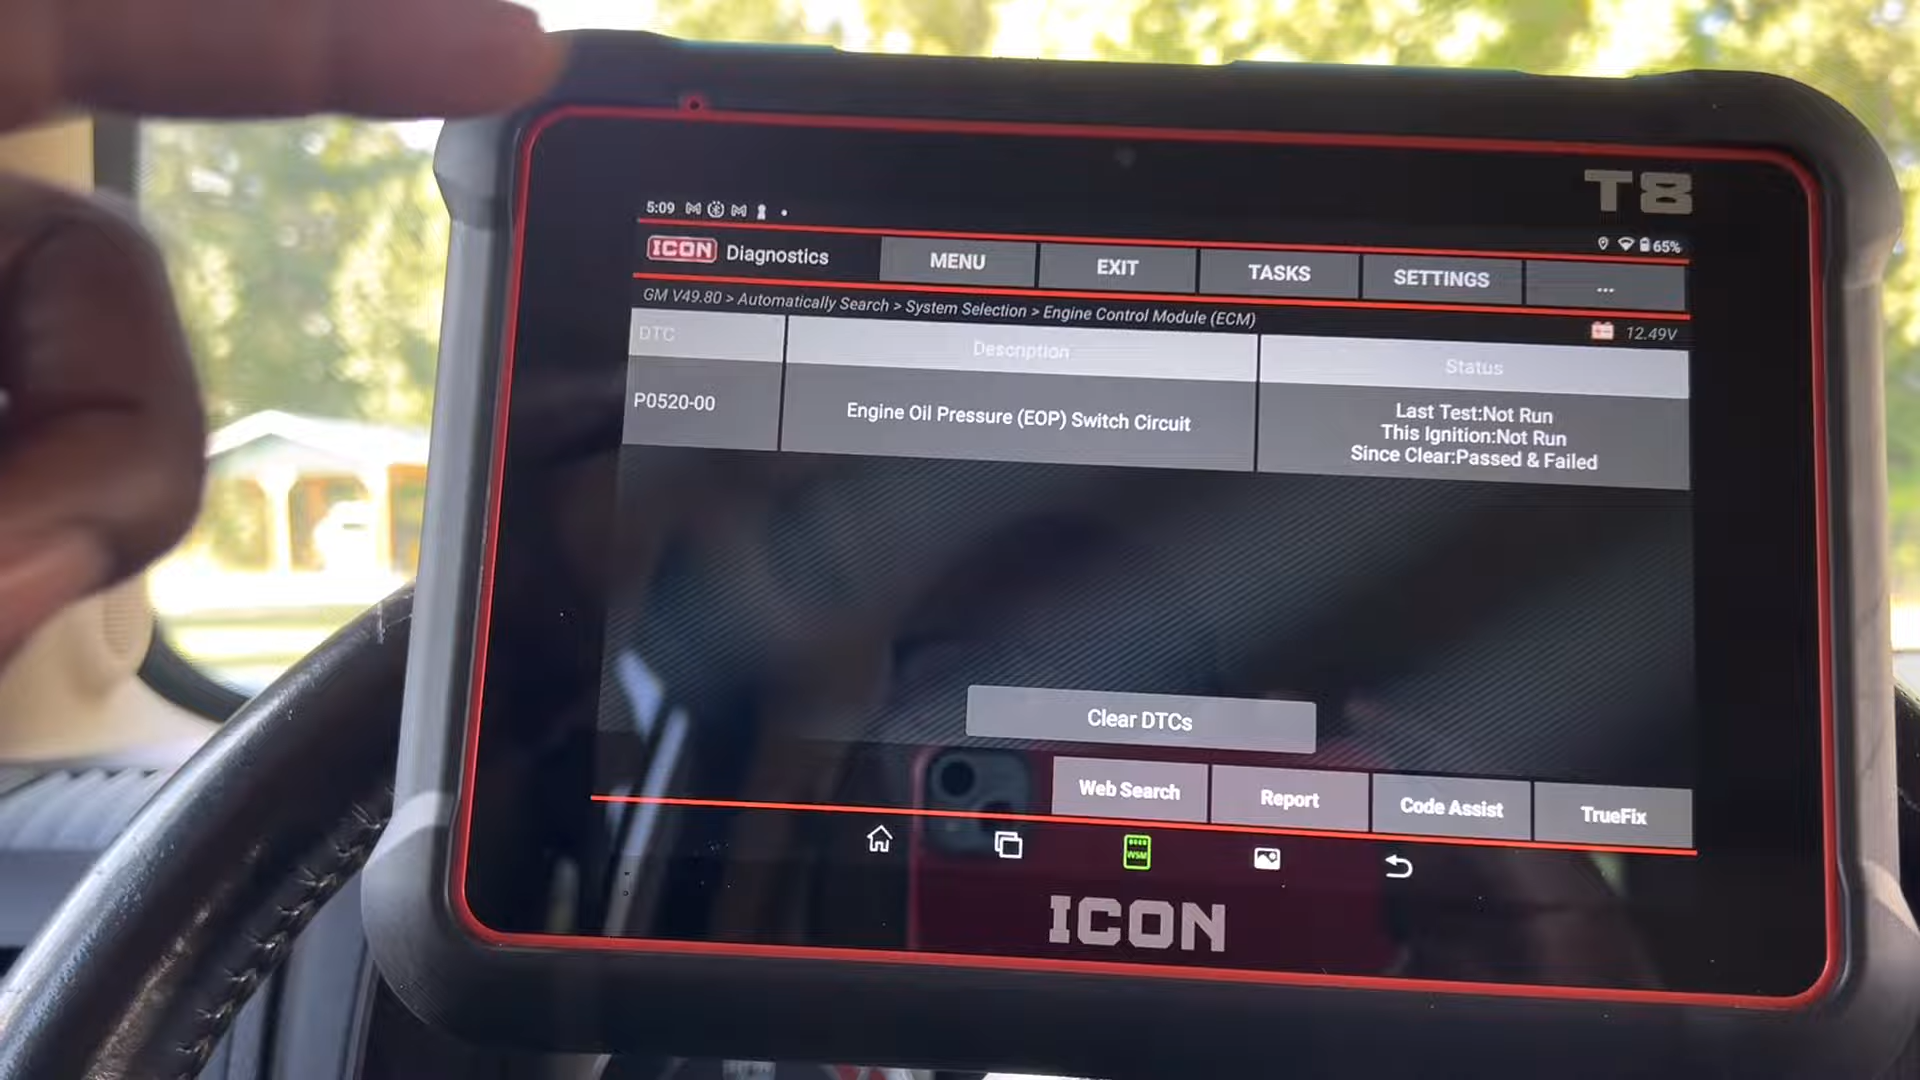 T8
5:09
65%
ICON Diagnostics
MENU
EXIT
TASKS
SETTINGS
...
GM V49.80 > Automatically Search > System Selection > Engine Control Module (ECM)
12.49V
DTC
Description
Status
P0520-00
Engine Oil Pressure (EOP) Switch Circuit
Last Test:Not Run
This Ignition:Not Run
Since Clear:Passed & Failed
Clear DTCs
Web Search
Report
Code Assist
TrueFix
WSM
ICON